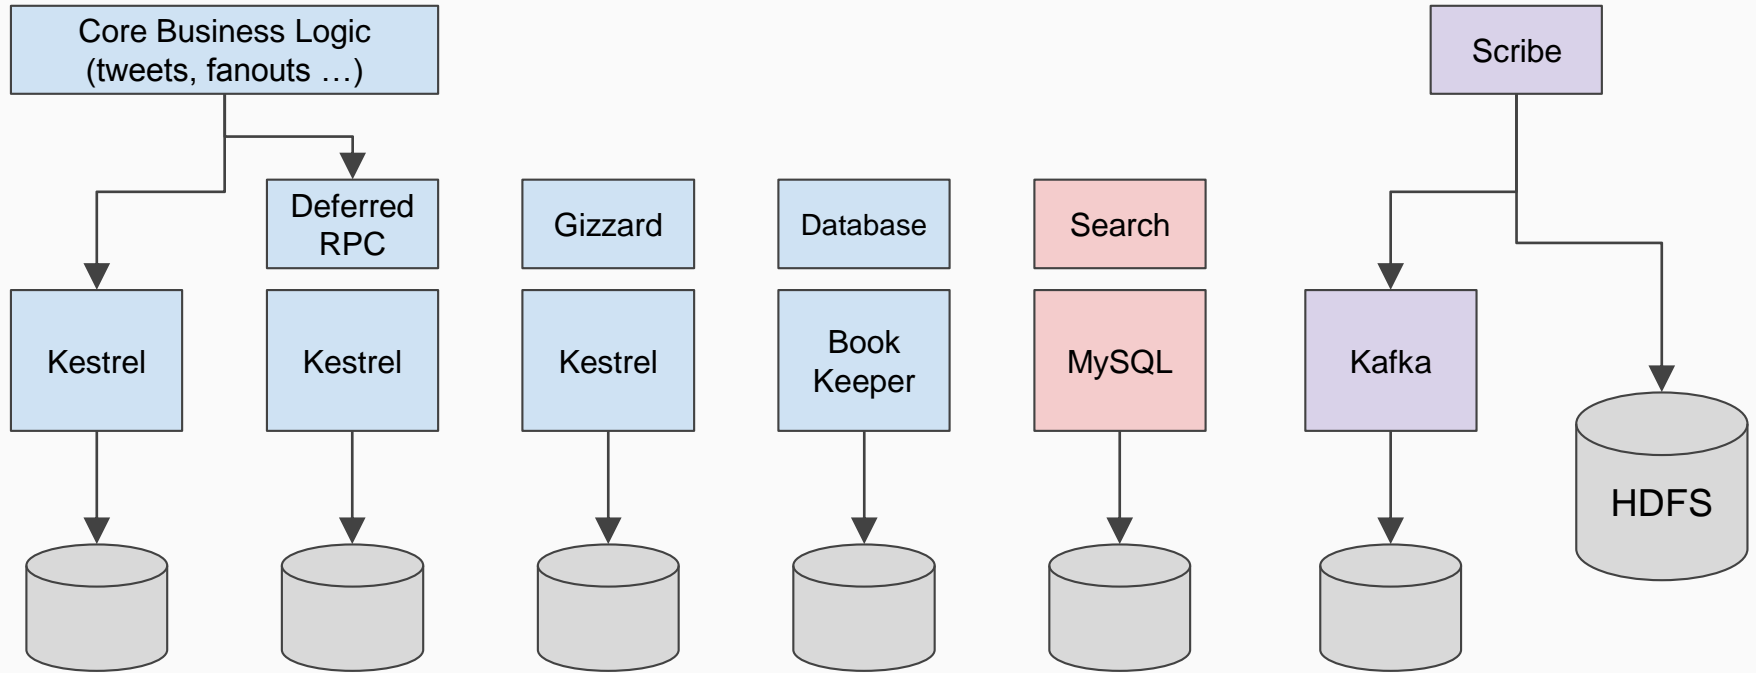 Core Business Logic
(tweets, fanouts …)
Scribe
Deferred
RPC
Gizzard
Database
Search
Kestrel
Kestrel
Kestrel
Book
Keeper
MySQL
Kafka
HDFS